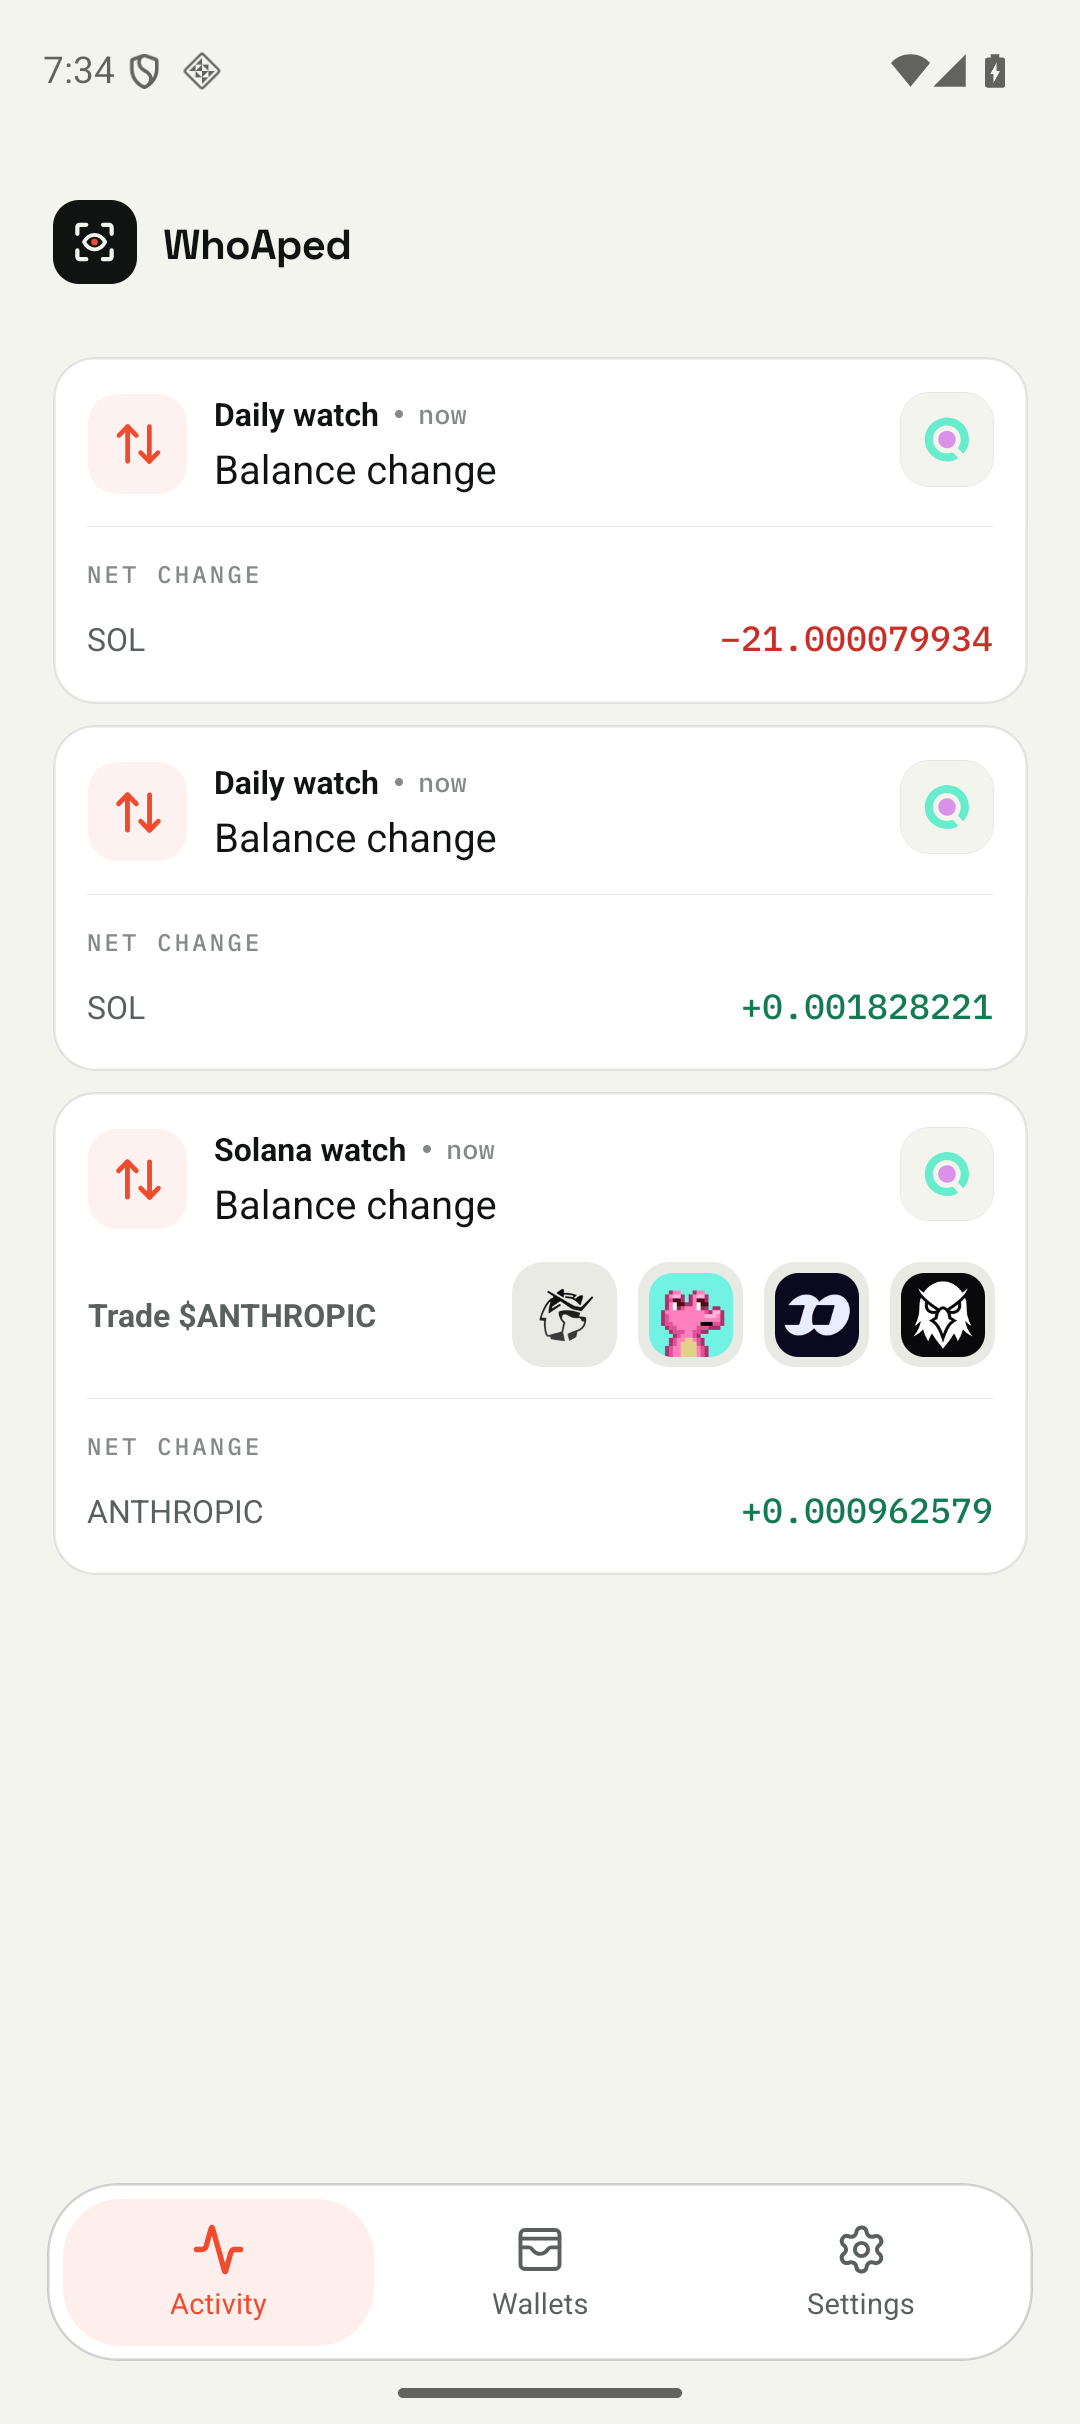 7:34
WhoAped
Daily watch • now
Balance change
NET CHANGE
SOL −21.000079934
Daily watch • now
Balance change
NET CHANGE
SOL +0.001828221
Solana watch • now
Balance change
Trade $ANTHROPIC
NET CHANGE
ANTHROPIC +0.000962579
Activity Wallets Settings